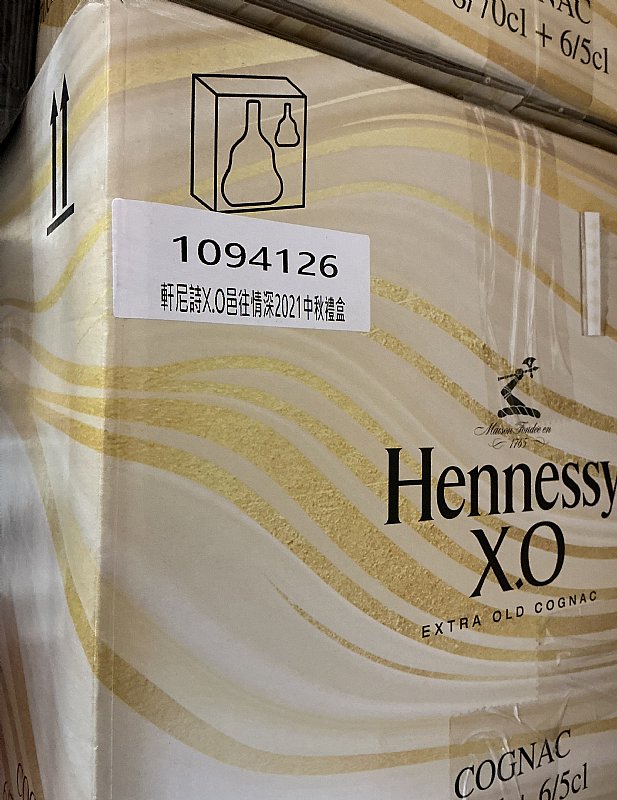 NAC
6/70cl + 6/5cl
1094126
軒尼詩X.O邑往情深2021中秋禮盒
Maison Fondée en
1765
Hennessy
X.O
EXTRA OLD COGNAC
COGNAC
6/5cl